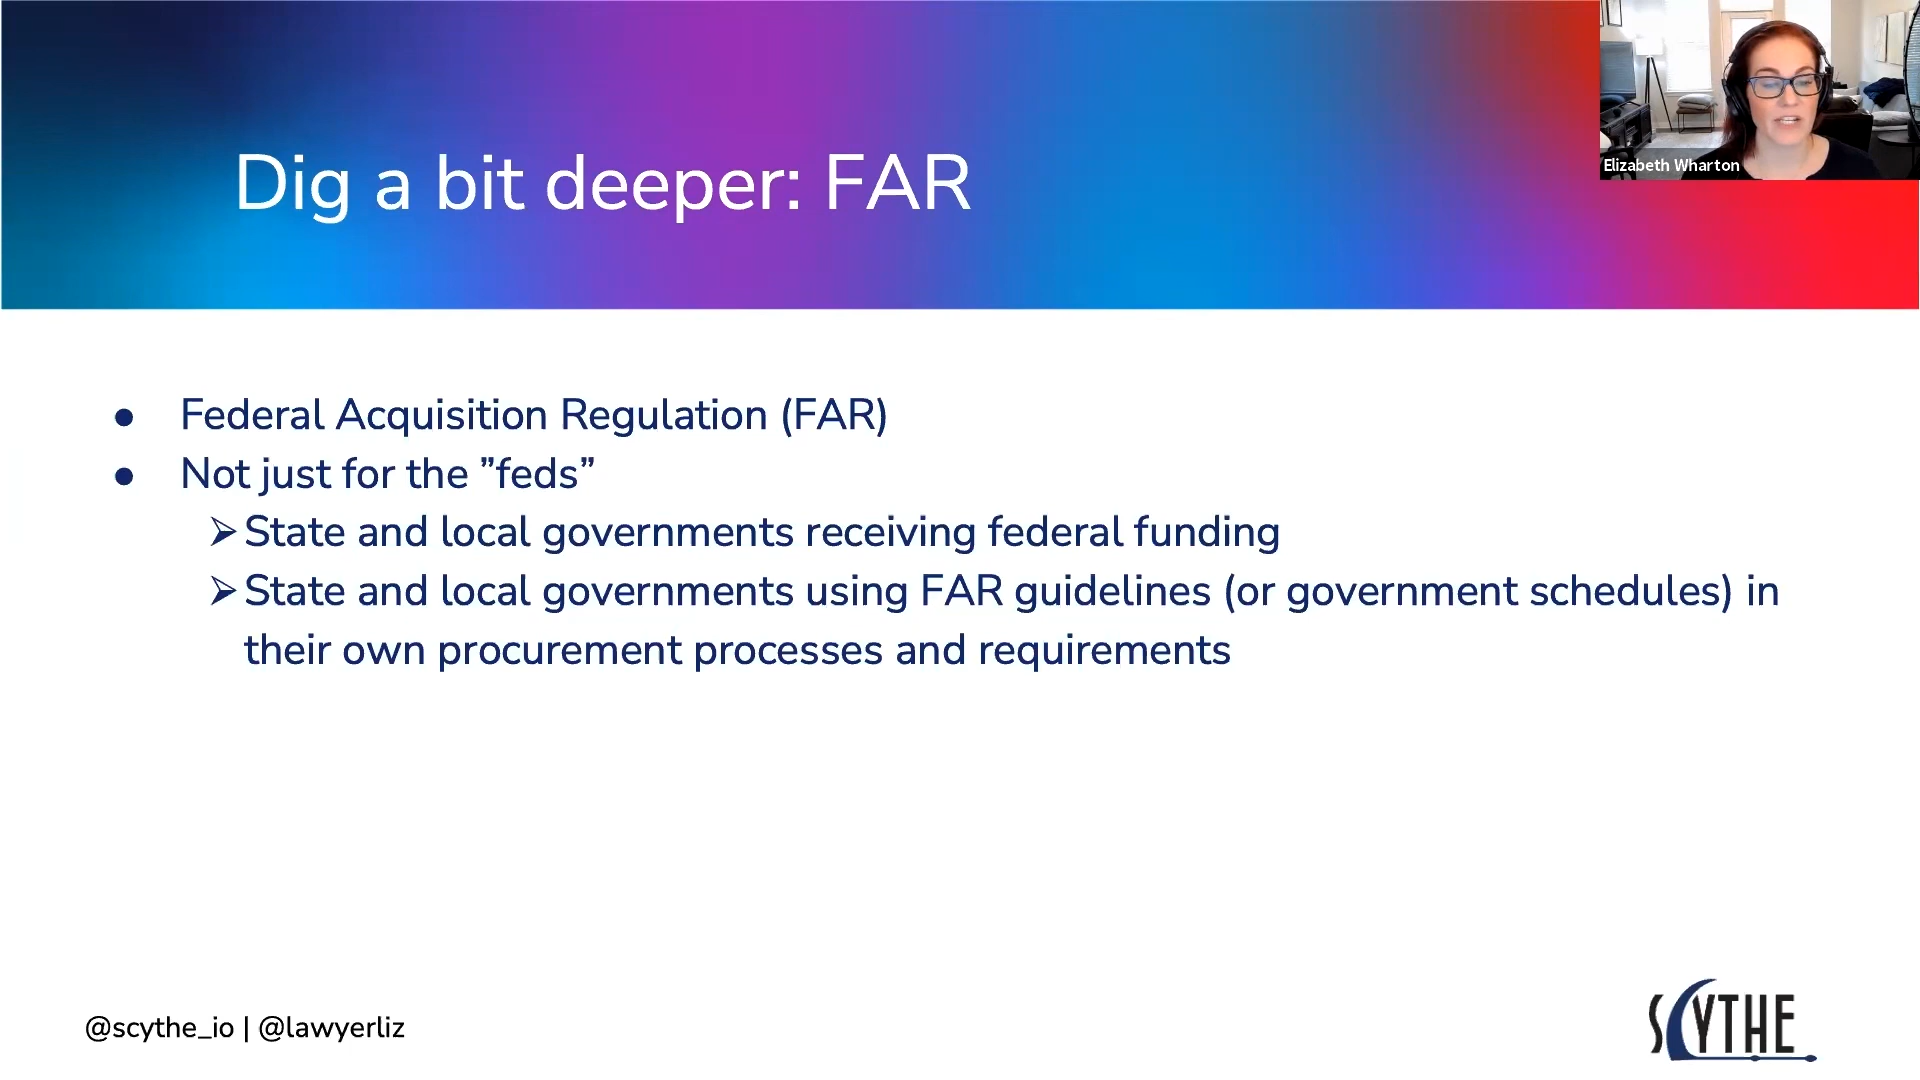 Dig a bit deeper: FAR
Elizabeth Wharton
● Federal Acquisition Regulation (FAR)
● Not just for the ”feds”
➢State and local governments receiving federal funding
➢State and local governments using FAR guidelines (or government schedules) in
their own procurement processes and requirements
@scythe_io | @lawyerliz
SCYTHE